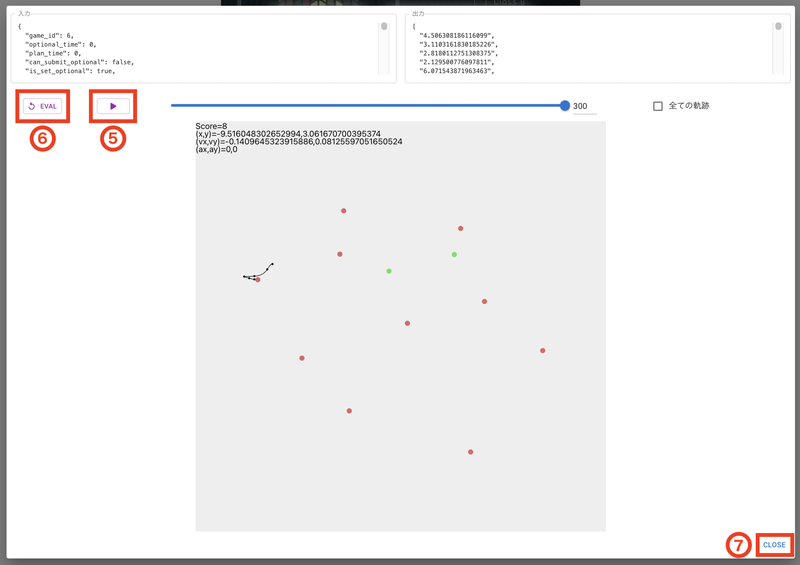 入力
{
"game_id": 6,
"optional_time": 0,
"plan_time": 0,
"can_submit_optional": false,
"is_set_optional": true,
出力
[
"4.506308186116099",
"3.1103161830185226",
"2.8180112751308375",
"2.129500776097811",
"6.071543871963463",
EVAL
300
全ての軌跡
⑥
⑤
Score=8
(x,y)=-9.516048302652994,3.061670700395374
(vx,vy)=-0.1409645323915886,0.08125597051650524
(ax,ay)=0,0
⑦ CLOSE